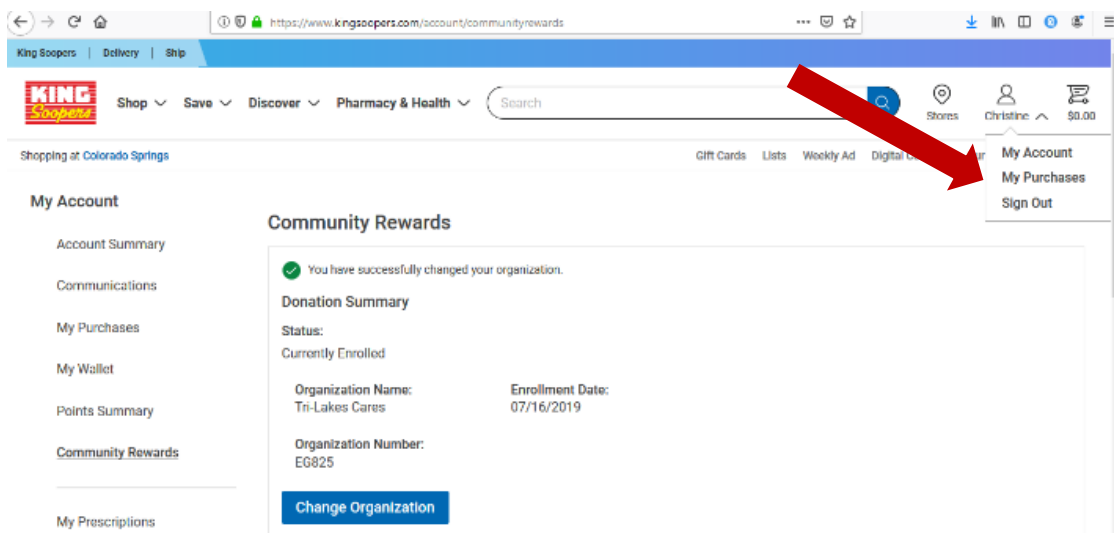 https://www.kingsoopers.com/account/communityrewards
King Soopers | Delivery | Ship
KING Soopers
Shop Save Discover Pharmacy & Health Search Stores Christine $0.00
Shopping at Colorado Springs Gift Cards Lists Weekly Ad Digital
My Account
My Purchases
Sign Out
My Account
Account Summary
Communications
My Purchases
My Wallet
Points Summary
Community Rewards
My Prescriptions
Community Rewards
You have successfully changed your organization.
Donation Summary
Status:
Currently Enrolled
Organization Name: Enrollment Date:
Tri-Lakes Cares 07/16/2019
Organization Number:
EG825
Change Organization